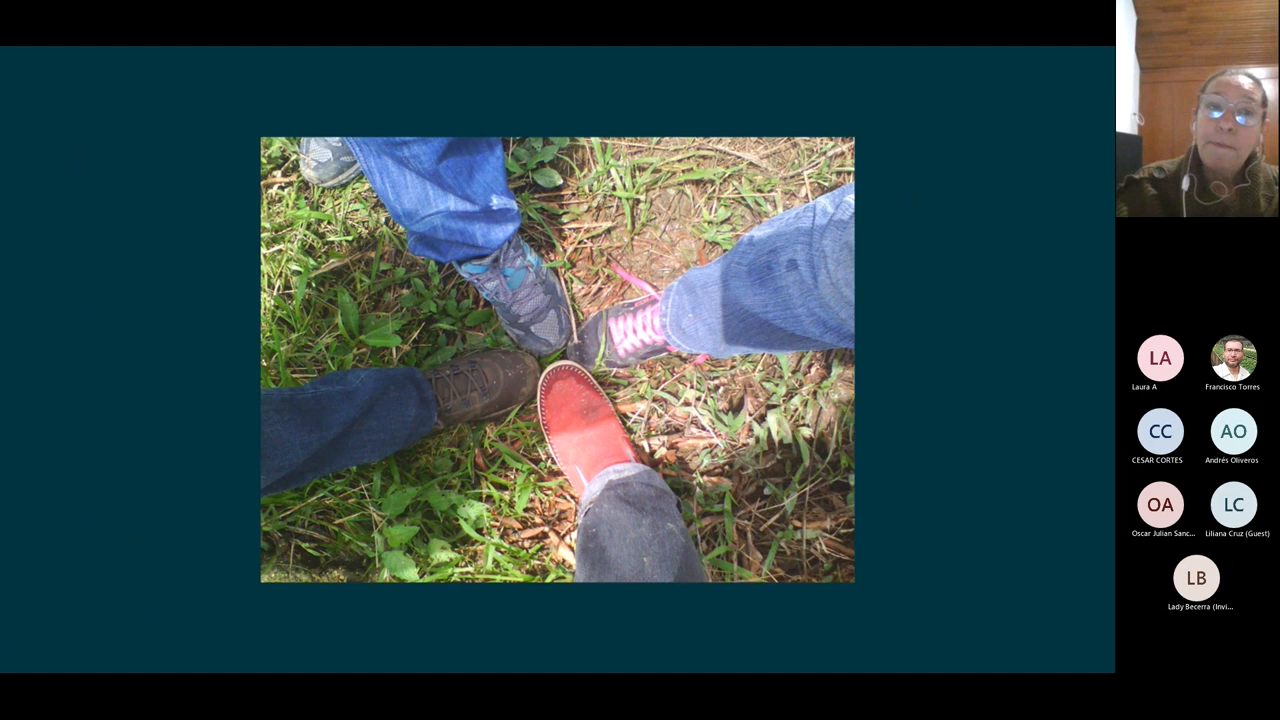 LA
Laura A
Francisco Torres
CC
CESAR CORTES
AO
Andrés Oliveros
OA
Oscar Julian Sanc...
LC
Liliana Cruz (Guest)
LB
Lady Becerra (Invi...